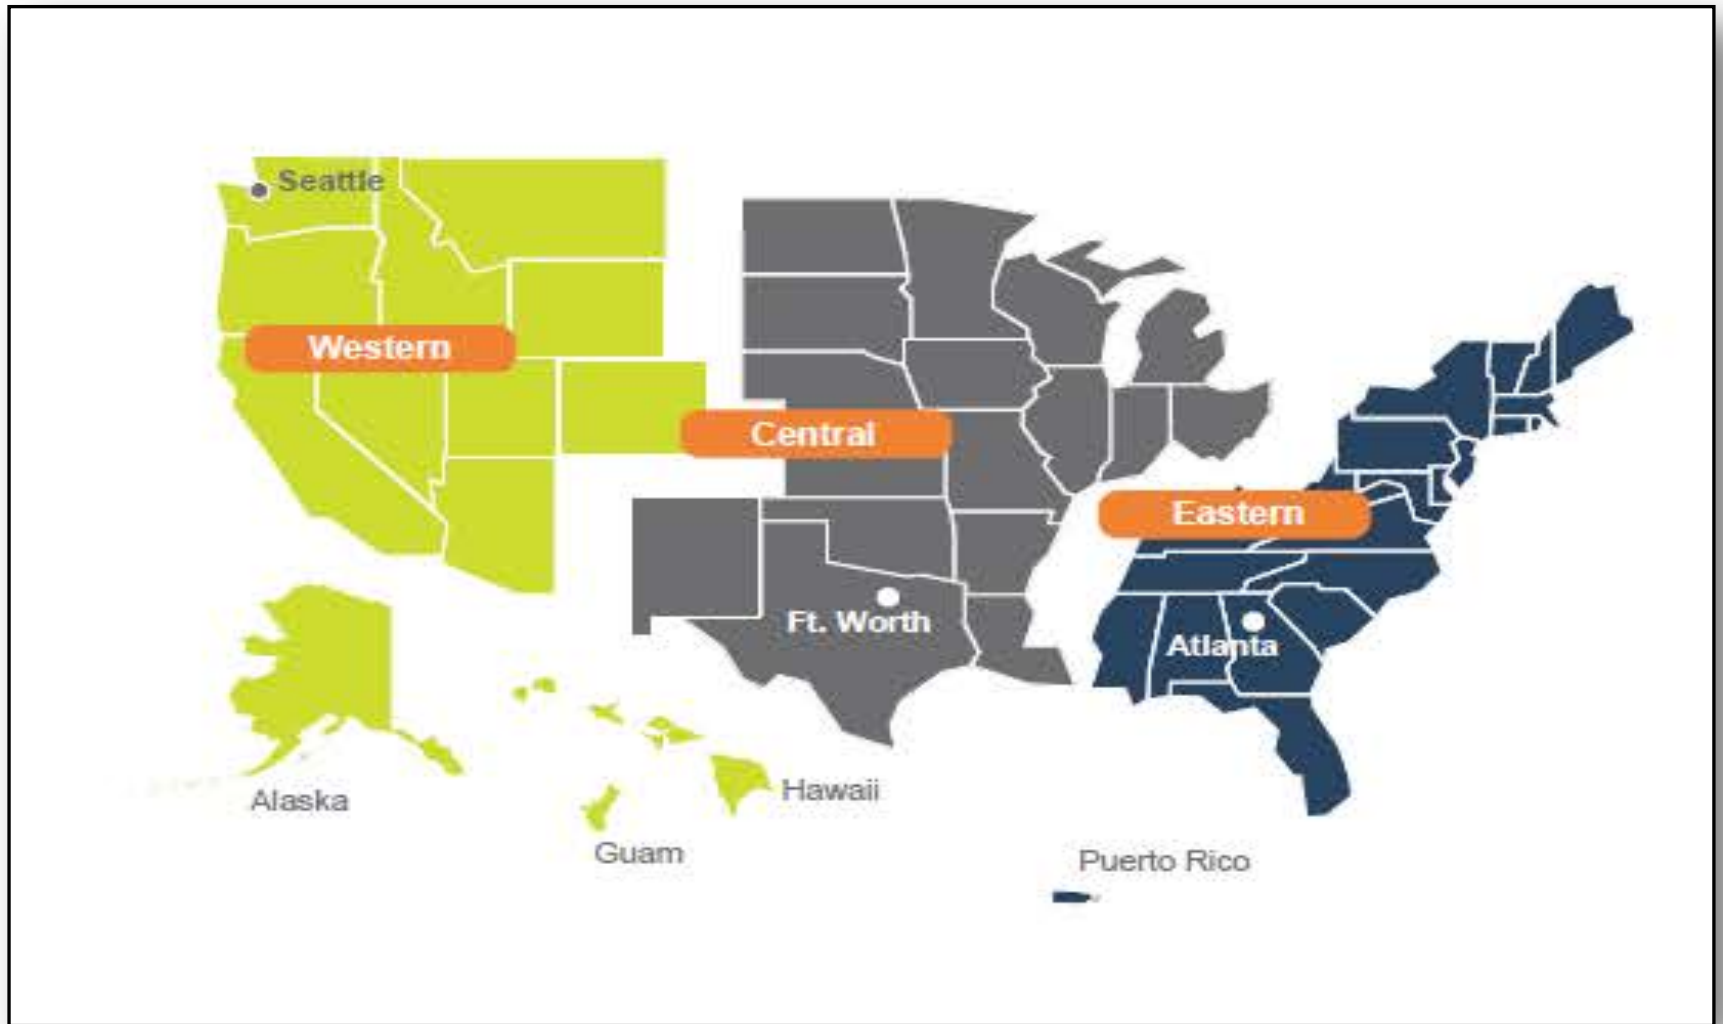 Seattle
Western
Central
Eastern
Ft. Worth
Atlanta
Alaska
Hawaii
Guam
Puerto Rico